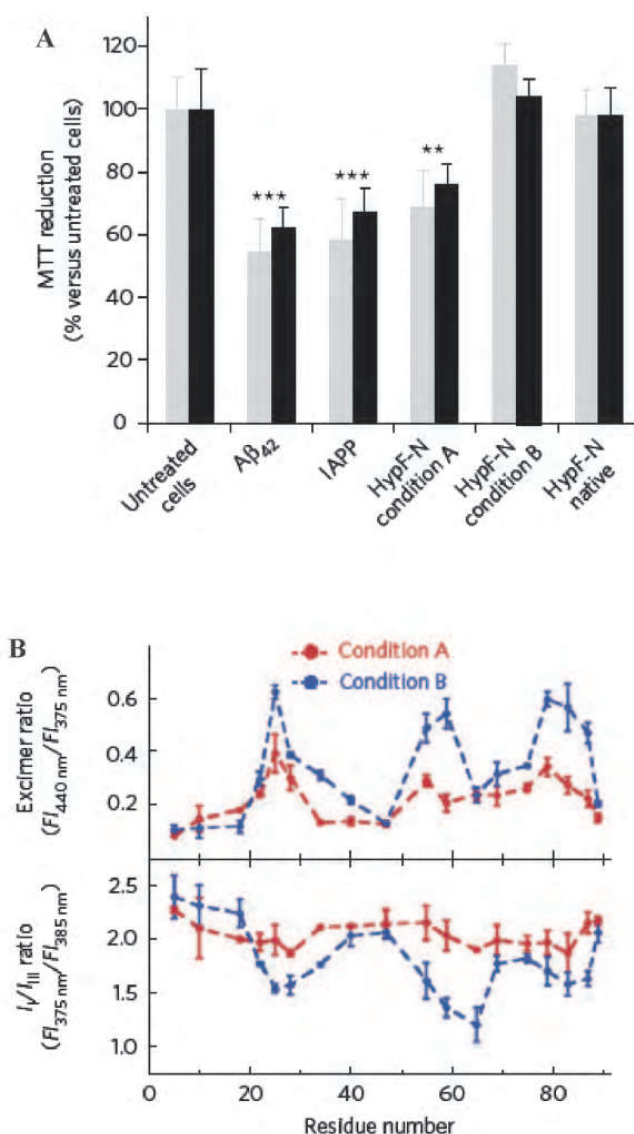 A
MTT reduction
(% versus untreated cells)
120
100
80
60
40
20
0
***
***
**
Untreated
cells
Aβ42
IAPP
HypF-N
condition A
HypF-N
condition B
HypF-N
native
B
Condition A
Condition B
Excimer ratio
(FI440 nm/FI375 nm)
0.6
0.4
0.2
II/IIII ratio
(FI375 nm/FI385 nm)
2.5
2.0
1.5
1.0
0
20
40
60
80
Residue number